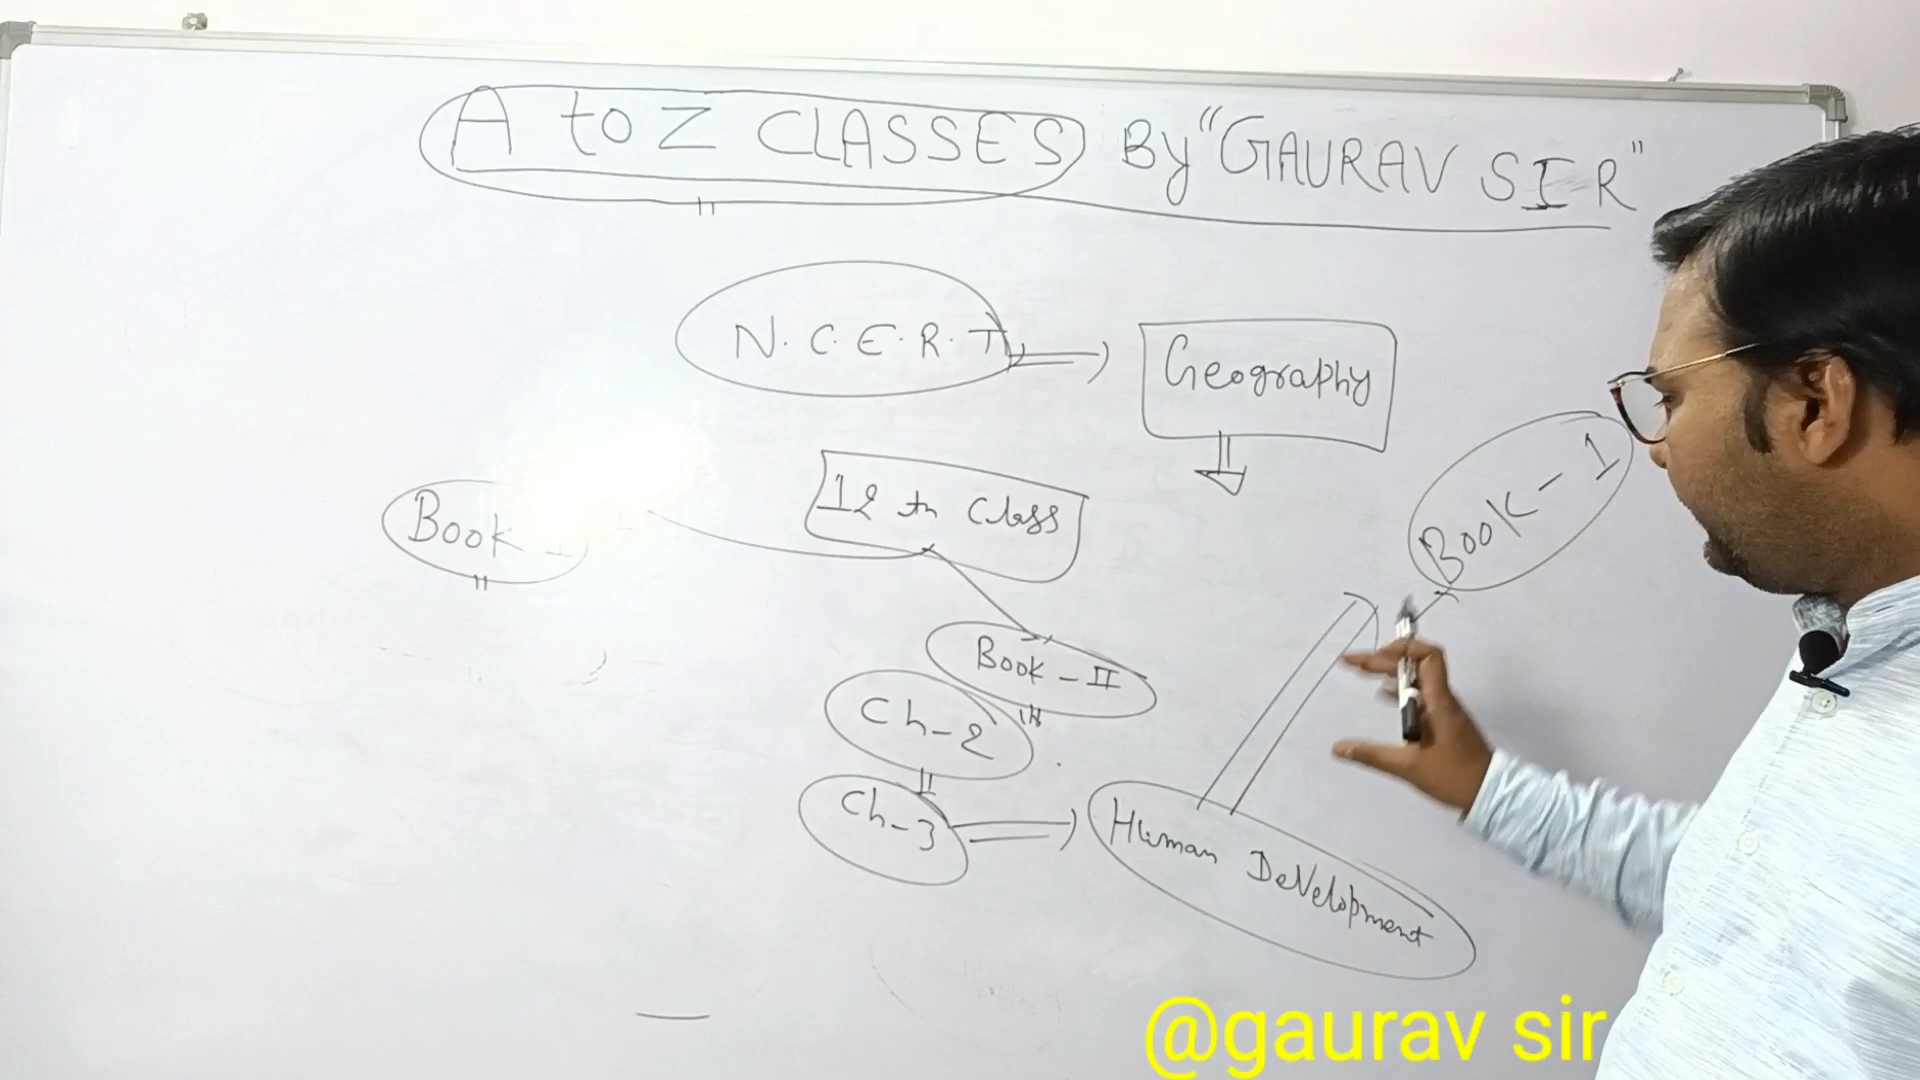 A to Z CLASSES By "GAURAV SIR"
N.C.E.R.T
Geography
12 th Class
Book - I
Book - 1
Book - II
Ch-2
Ch-3
Human Development
@gaurav sir